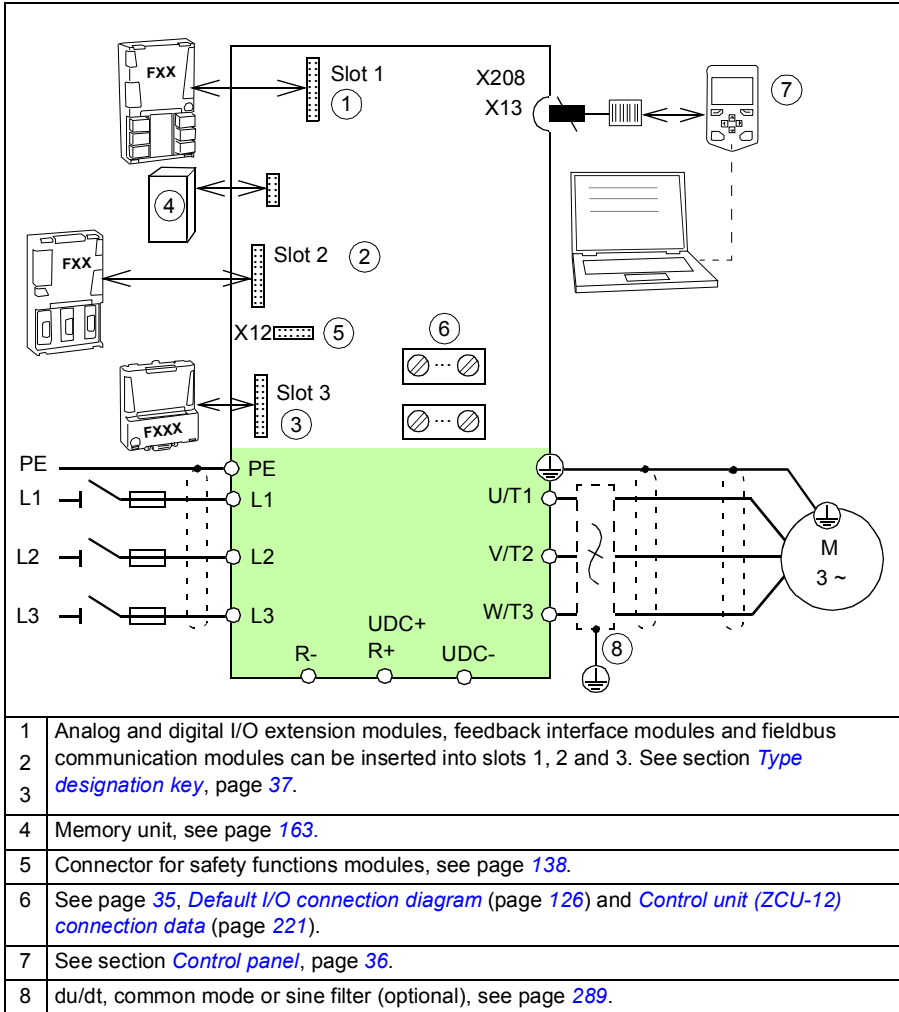 FXX
Slot 1
1
X208
X13
7
4
FXX
Slot 2
2
X12
5
6
Slot 3
3
FXXX
PE
PE
L1
L1
U/T1
L2
L2
V/T2
M
3 ~
L3
L3
W/T3
UDC+
R-
R+
UDC-
8
1
2
3
Analog and digital I/O extension modules, feedback interface modules and fieldbus
communication modules can be inserted into slots 1, 2 and 3. See section Type
designation key, page 37.
4 Memory unit, see page 163.
5 Connector for safety functions modules, see page 138.
6 See page 35, Default I/O connection diagram (page 126) and Control unit (ZCU-12)
connection data (page 221).
7 See section Control panel, page 36.
8 du/dt, common mode or sine filter (optional), see page 289.